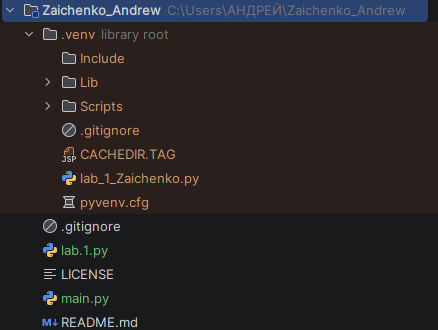 Zaichenko_Andrew C:\Users\АНДРЕЙ\Zaichenko_Andrew
.venv library root
Include
Lib
Scripts
.gitignore
JSP CACHEDIR.TAG
lab_1_Zaichenko.py
pyvenv.cfg
.gitignore
lab.1.py
LICENSE
main.py
M↓ README.md